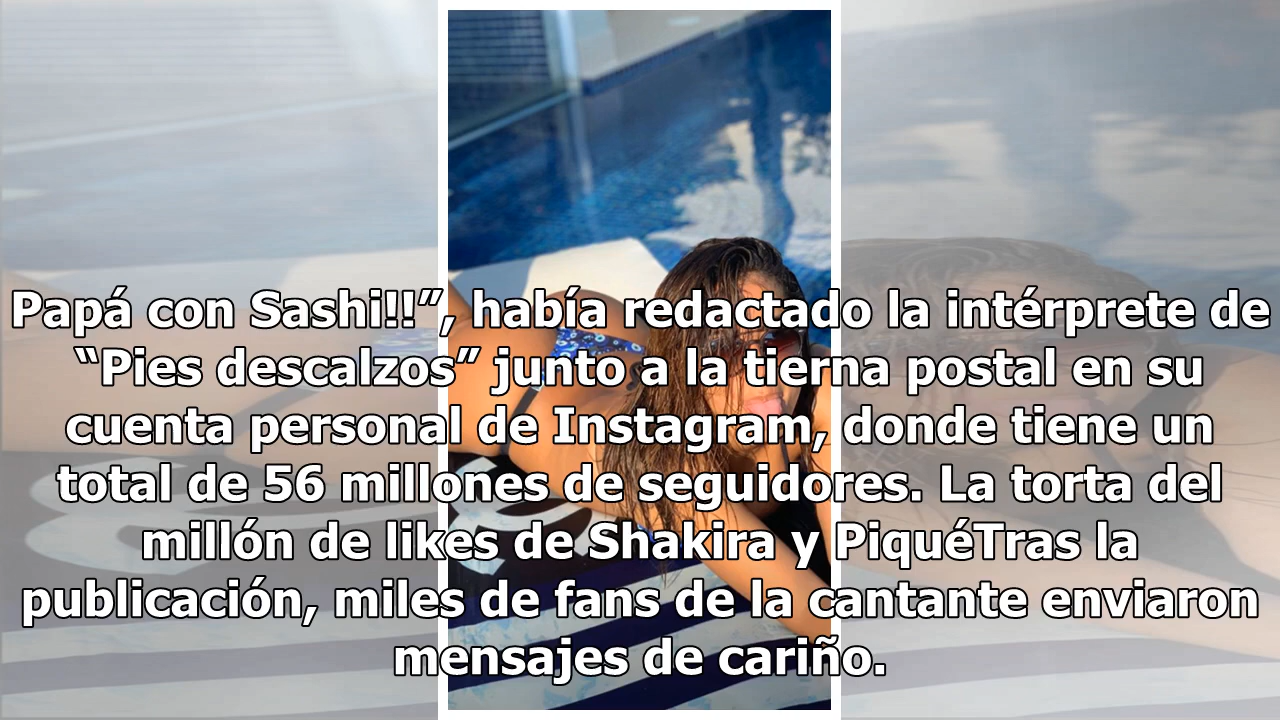 Papá con Sashi!!”, había redactado la intérprete de
“Pies descalzos” junto a la tierna postal en su
cuenta personal de Instagram, donde tiene un
total de 56 millones de seguidores. La torta del
millón de likes de Shakira y PiquéTras la
publicación, miles de fans de la cantante enviaron
mensajes de cariño.